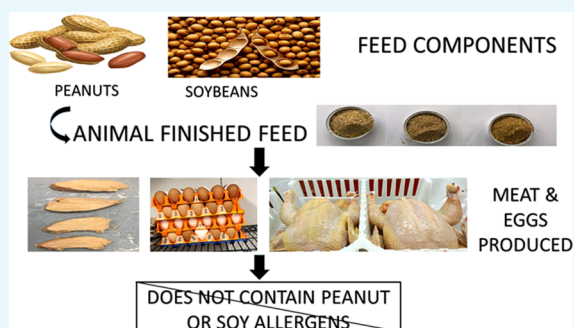 FEED COMPONENTS
PEANUTS
SOYBEANS
ANIMAL FINISHED FEED
MEAT &
EGGS
PRODUCED
DOES NOT CONTAIN PEANUT
OR SOY ALLERGENS